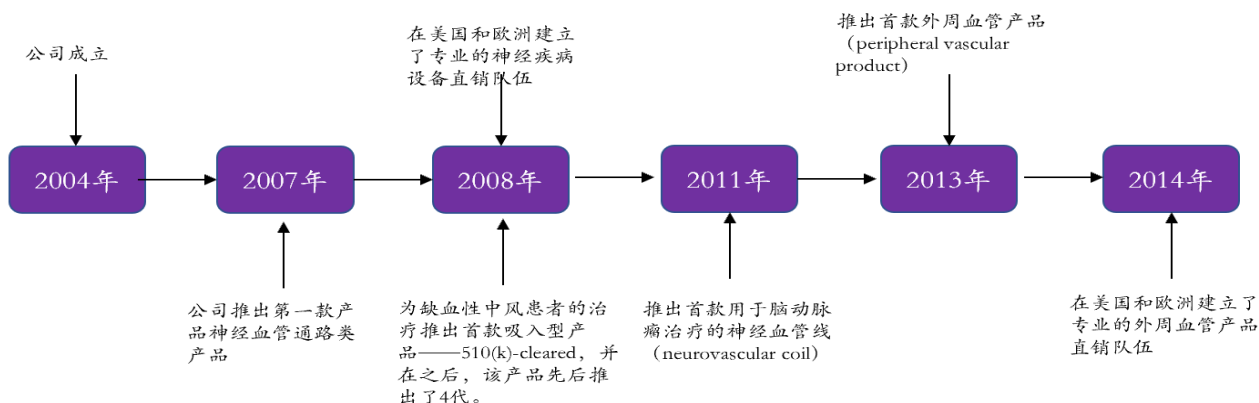 公司成立
在美国和欧洲建立
了专业的神经疾病
设备直销队伍
推出首款外周血管产品
（peripheral vascular
product）
2004年
2007年
2008年
2011年
2013年
2014年
公司推出第一款产
品神经血管通路类
产品
为缺血性中风患者的治
疗推出首款吸入型产
品——510(k)-cleared，并
在之后，该产品先后推
出了4代。
推出首款用于脑动脉
瘤治疗的神经血管线
（neurovascular coil）
在美国和欧洲建立了
专业的外周血管产品
直销队伍